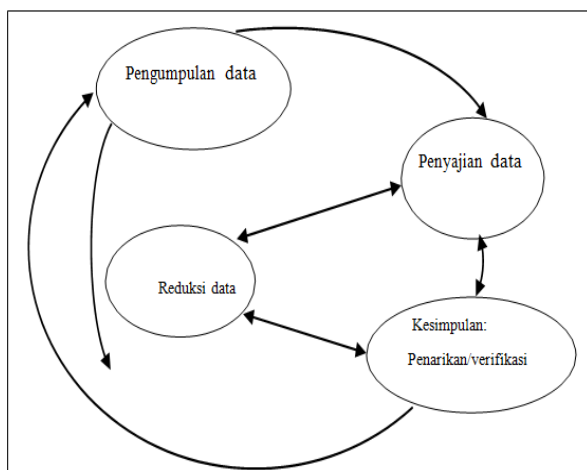 Pengumpulan data
Penyajian data
Reduksi data
Kesimpulan:
Penarikan/verifikasi